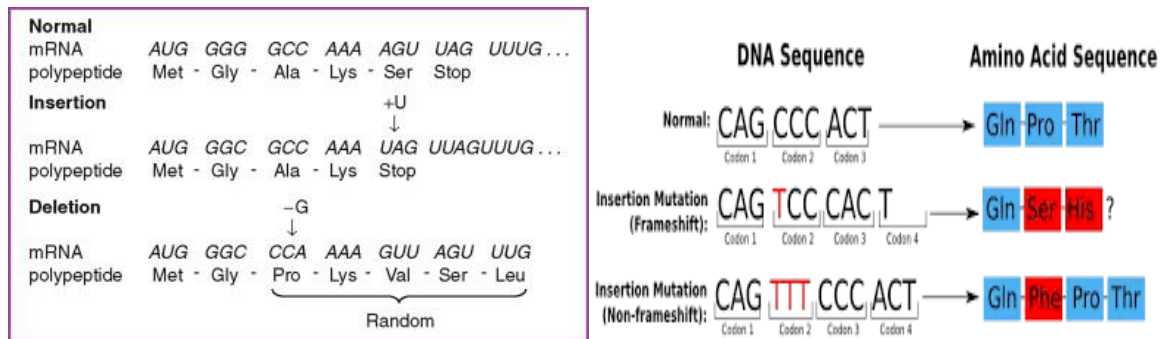 Normal
mRNA AUG GGG GCC AAA AGU UAG UUUG...
polypeptide Met - Gly - Ala - Lys - Ser Stop
Insertion +U
mRNA AUG GGC GCC AAA UAG UUAGUUUG...
polypeptide Met - Gly - Ala - Lys Stop
Deletion −G
mRNA AUG GGC CCA AAA GUU AGU UUG
polypeptide Met - Gly - Pro - Lys - Val - Ser - Leu
Random
DNA Sequence Amino Acid Sequence
Normal: CAG CCC ACT Gln Pro Thr
Codon 1 Codon 2 Codon 3
Insertion Mutation
(Frameshift): CAG TCC CAC T Gln Ser His ?
Codon 1 Codon 2 Codon 3 Codon 4
Insertion Mutation
(Non-frameshift): CAG TTT CCC ACT Gln Phe Pro Thr
Codon 1 Codon 2 Codon 3 Codon 4